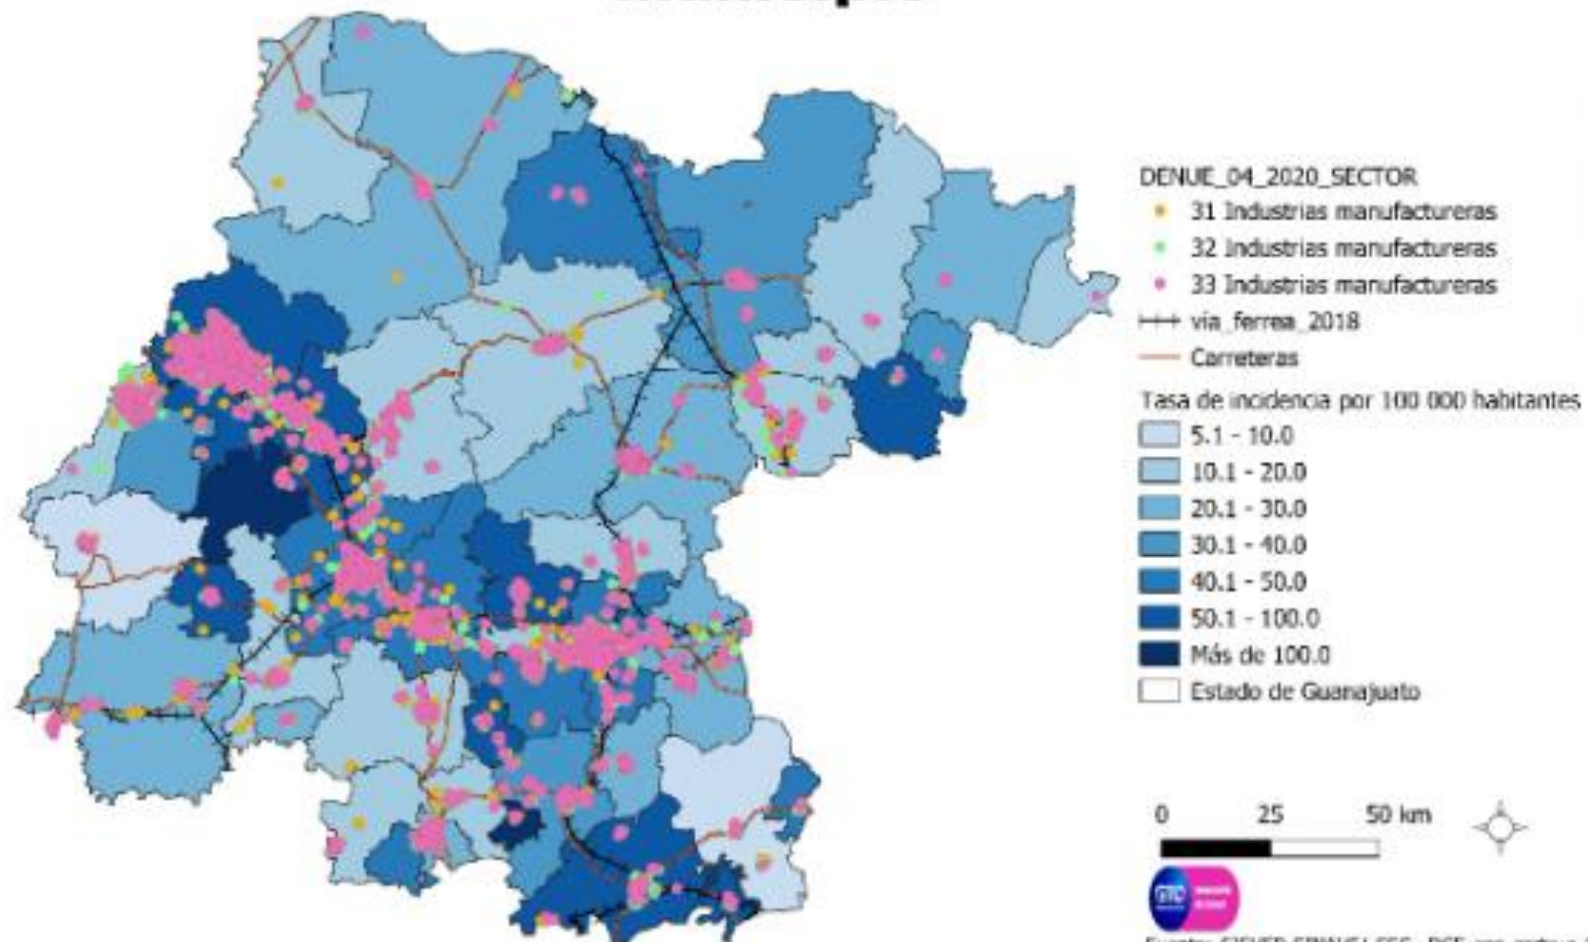 DENUE_04_2020_SECTOR
31 Industrias manufactureras
32 Industrias manufactureras
33 Industrias manufactureras
via_ferrea_2018
Carreteras
Tasa de incidencia por 100 000 habitantes
5.1 - 10.0
10.1 - 20.0
20.1 - 30.0
30.1 - 40.0
40.1 - 50.0
50.1 - 100.0
Más de 100.0
Estado de Guanajuato
0 25 50 km
GTO